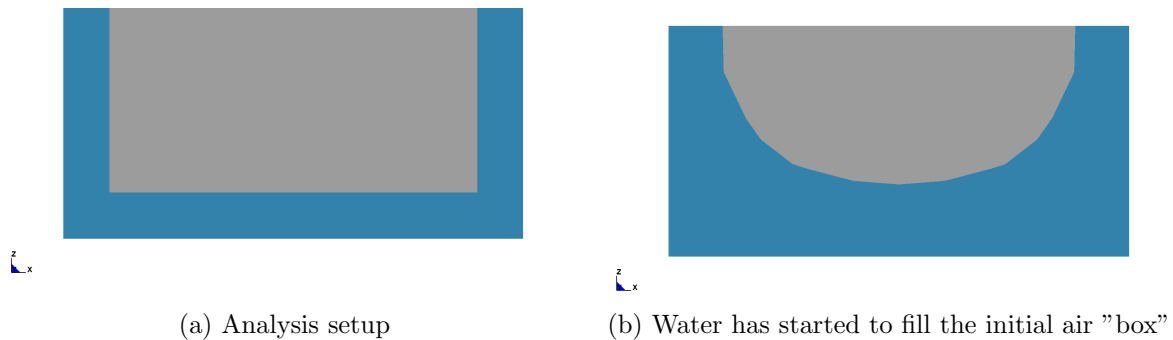 z
x
z
x
(a) Analysis setup
(b) Water has started to fill the initial air ”box”